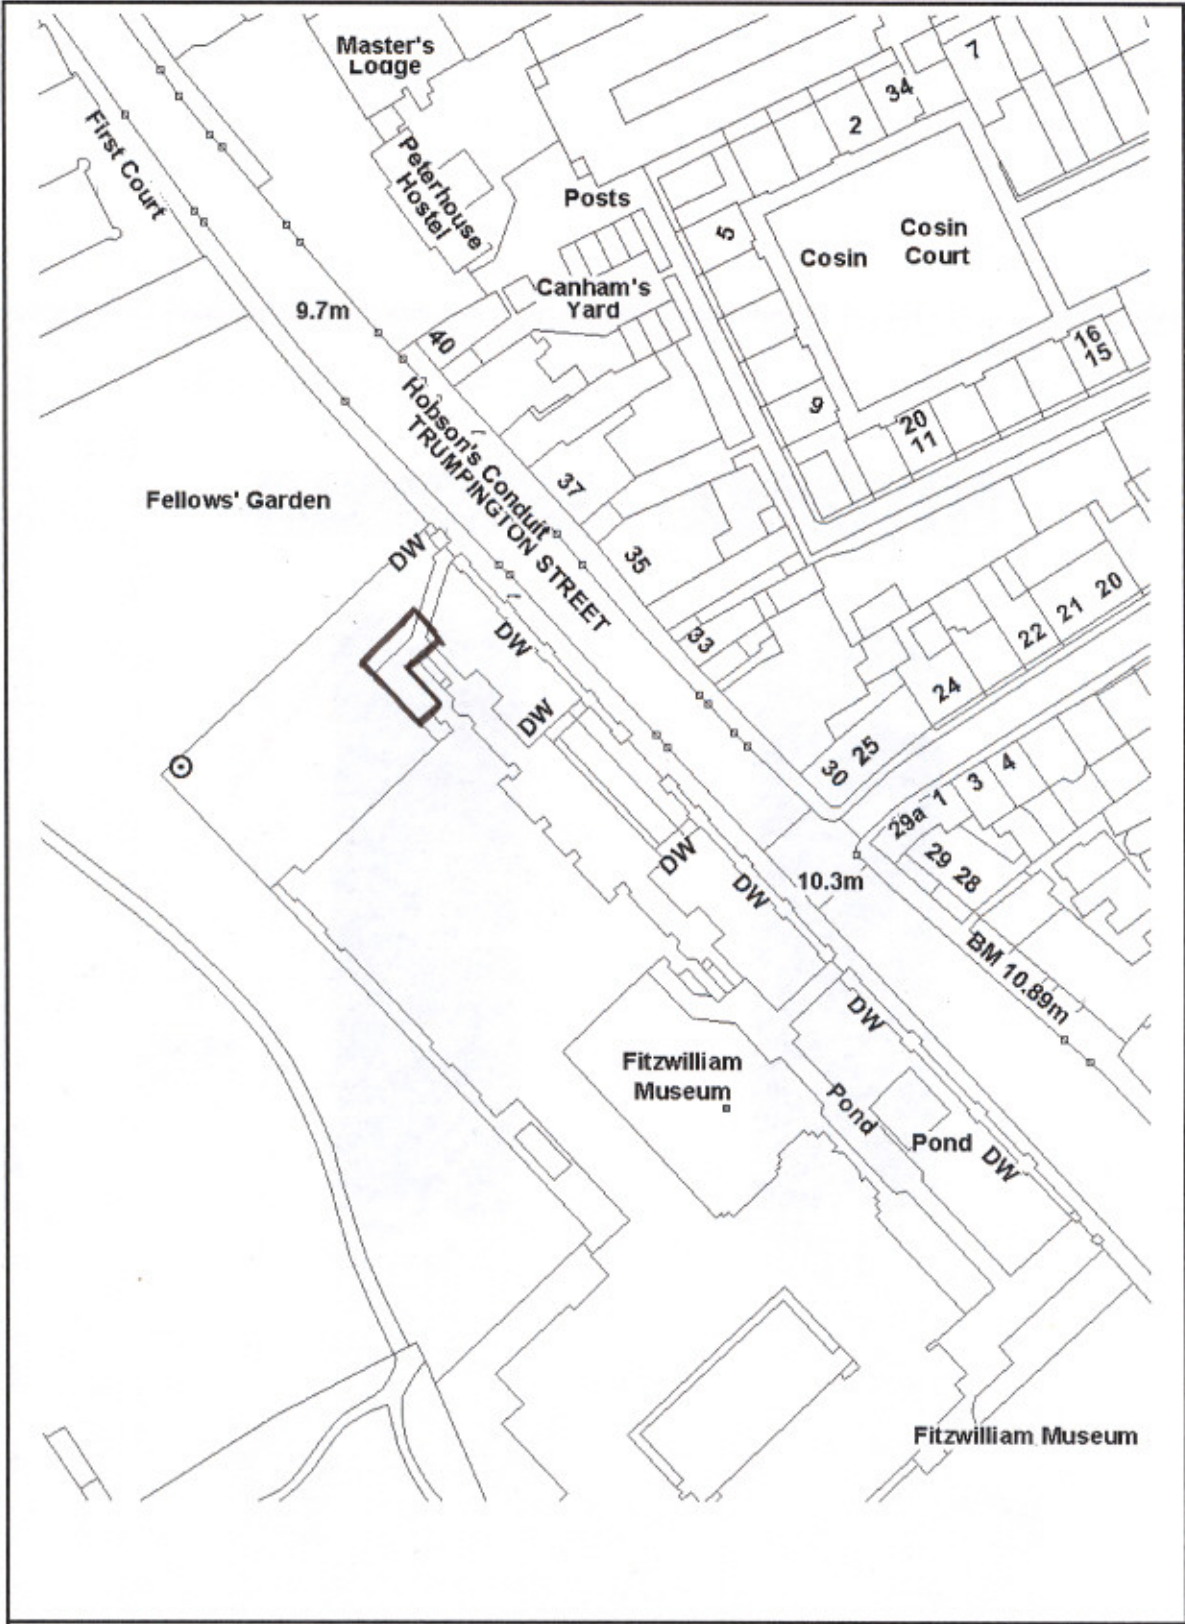 Master's
Lodge
7
34
2
First Court
Peterhouse
Hostel
Posts
5
Cosin
Court
Cosin
Canham's
Yard
9.7m
40
16
15
9
20
11
Hobson's Conduit
TRUMPINGTON STREET
37
Fellows' Garden
DW
35
20
21
22
DW
33
24
DW
25
30
4
3
1
29a
DW
29 28
10.3m
DW
BM 10.89m
DW
Fitzwilliam
Museum
Pond
Pond
DW
Fitzwilliam Museum